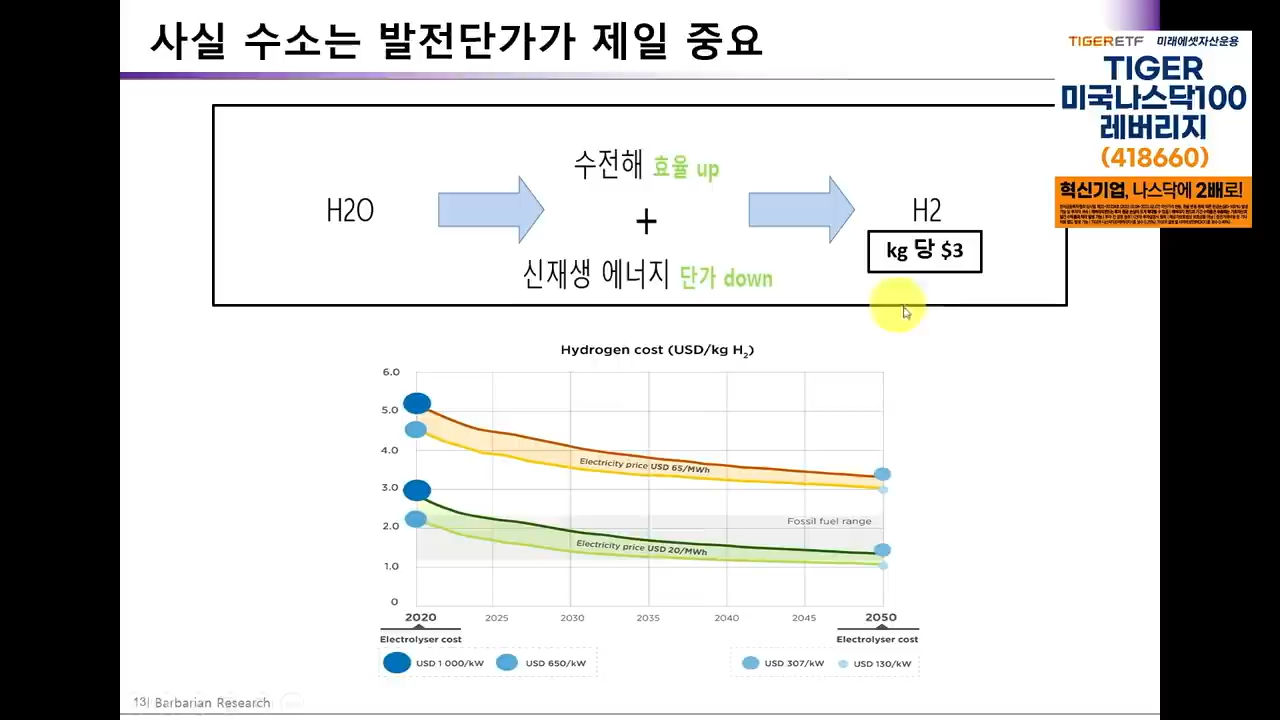 사실 수소는 발전단가가 제일 중요
TIGER ETF 미래에셋자산운용
TIGER
미국나스닥100
레버리지
(418660)
혁신기업, 나스닥에 2배로!
수전해 효율 up
H2O
+
H2
kg 당 $3
신재생 에너지 단가 down
Hydrogen cost (USD/kg H2)
6.0
5.0
4.0
3.0
2.0
1.0
0
Electricity price USD 65/MWh
Fossil fuel range
Electricity price USD 20/MWh
2020 2025 2030 2035 2040 2045 2050
Electrolyser cost
Electrolyser cost
USD 1 000/kW USD 650/kW
USD 307/kW USD 130/kW
13| Barbarian Research